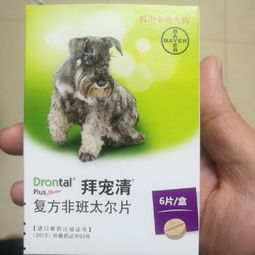 兽用非处方药
BAYER
BAYER
Drontal® 拜宠清®
Plus flavour
复方非班太尔片
6片/盒
【进口兽药注册证号】
(2013)外兽药证字53号